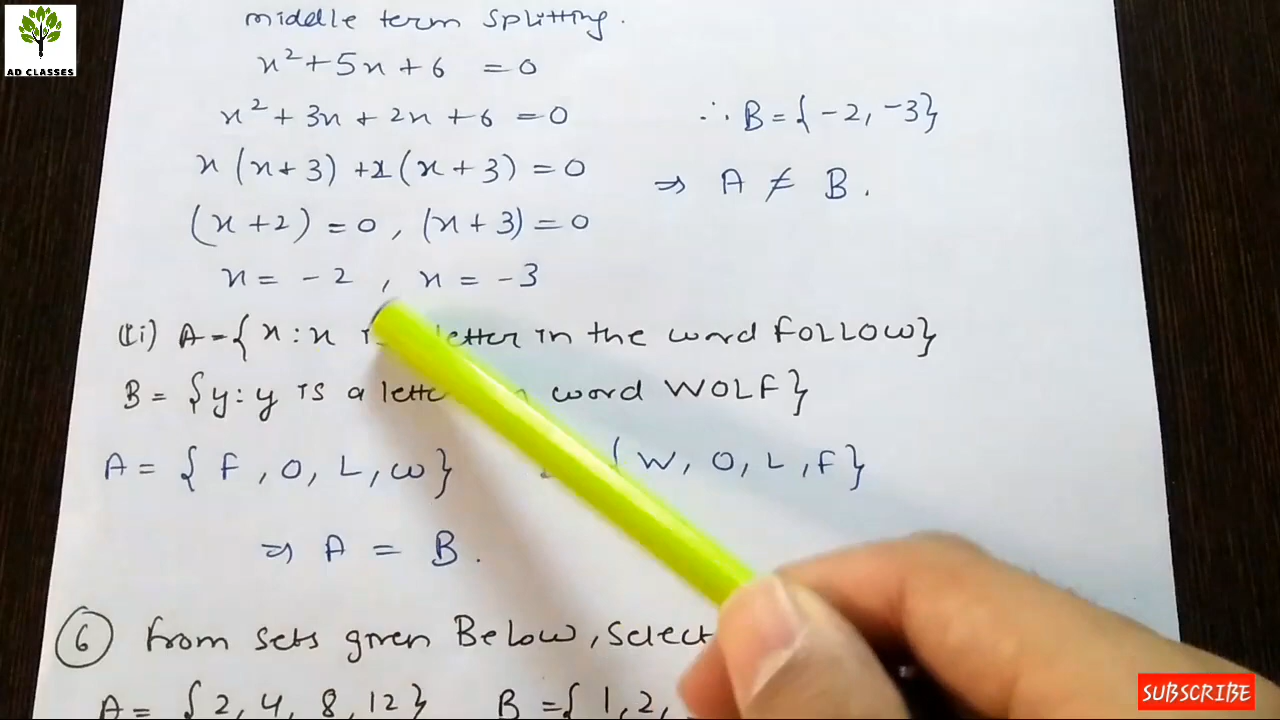 AD CLASSES
middle term splitting.
x²+5x+6 =0
x²+3x+2x+6=0
x(x+3)+2(x+3)=0
(x+2)=0, (x+3)=0
x=-2, x=-3
∴ B={-2,-3}
⇒ A ≠ B.
(ii) A={x:x letter in the word FOLLOW}
B={y:y is a word WOLF}
A={F,O,L,W} {W,O,L,F}
⇒ A = B.
6 From sets given Below, select
A= {2,4,8,12} B={1,2,
SUBSCRIBE